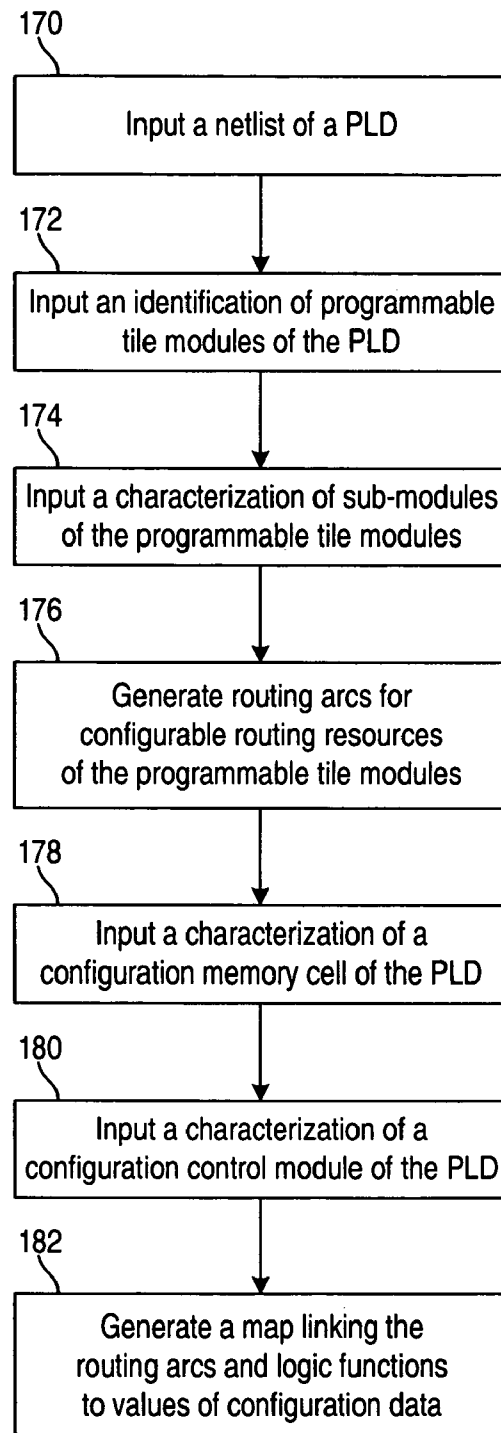 170
Input a netlist of a PLD
172
Input an identification of programmable
tile modules of the PLD
174
Input a characterization of sub-modules
of the programmable tile modules
176
Generate routing arcs for
configurable routing resources
of the programmable tile modules
178
Input a characterization of a
configuration memory cell of the PLD
180
Input a characterization of a
configuration control module of the PLD
182
Generate a map linking the
routing arcs and logic functions
to values of configuration data